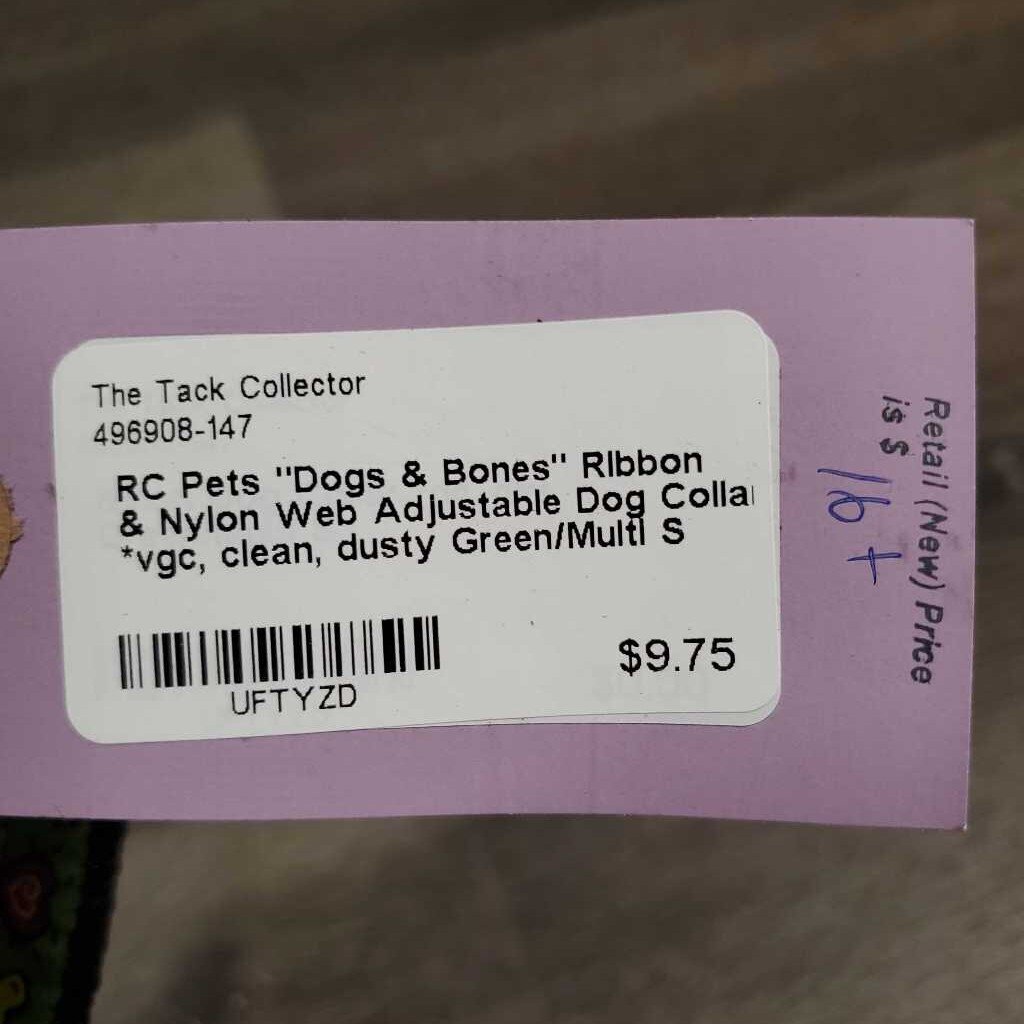 The Tack Collector
496908-147
RC Pets "Dogs & Bones" Ribbon
& Nylon Web Adjustable Dog Collar
*vgc, clean, dusty Green/Multi S
UFTYZD
$9.75
Retail (New) Price
is $
16+